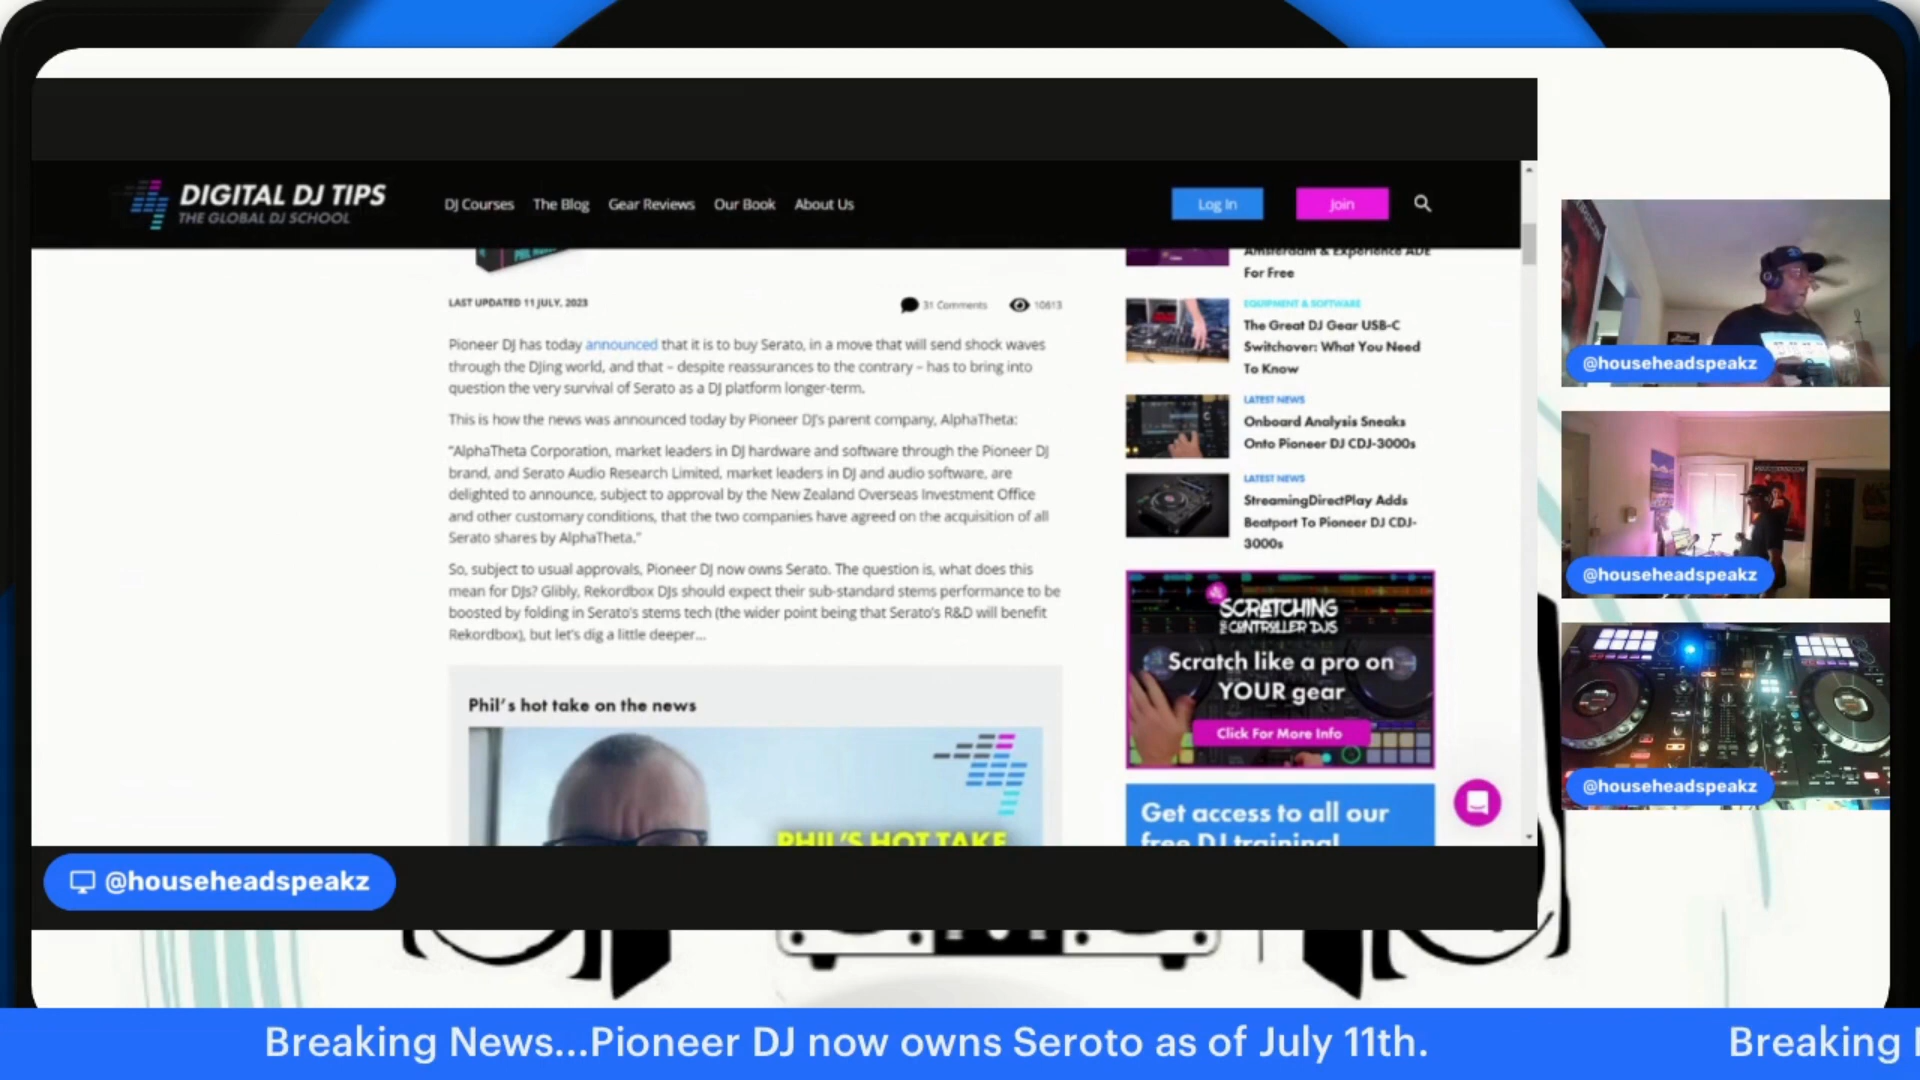 DIGITAL DJ TIPS
THE GLOBAL DJ SCHOOL
DJ Courses The Blog Gear Reviews Our Book About Us
Log In
Join
LAST UPDATED 11 JULY, 2023
31 Comments
10613
Pioneer DJ has today announced that it is to buy Serato, in a move that will send shock waves
through the DJing world, and that – despite reassurances to the contrary – has to bring into
question the very survival of Serato as a DJ platform longer-term.
This is how the news was announced today by Pioneer DJ's parent company, AlphaTheta:
"AlphaTheta Corporation, market leaders in DJ hardware and software through the Pioneer DJ
brand, and Serato Audio Research Limited, market leaders in DJ and audio software, are
delighted to announce, subject to approval by the New Zealand Overseas Investment Office
and other customary conditions, that the two companies have agreed on the acquisition of all
Serato shares by AlphaTheta."
So, subject to usual approvals, Pioneer DJ now owns Serato. The question is, what does this
mean for DJs? Glibly, Rekordbox DJs should expect their sub-standard stems performance to be
boosted by folding in Serato's stems tech (the wider point being that Serato's R&D will benefit
Rekordbox), but let's dig a little deeper...
Phil's hot take on the news
PHIL'S HOT TAKE
Amsterdam & Experience ADE
For Free
EQUIPMENT & SOFTWARE
The Great DJ Gear USB-C
Switchover: What You Need
To Know
LATEST NEWS
Onboard Analysis Sneaks
Onto Pioneer DJ CDJ-3000s
LATEST NEWS
StreamingDirectPlay Adds
Beatport To Pioneer DJ CDJ-
3000s
SCRATCHING
FOR CONTROLLER DJS
Scratch like a pro on
YOUR gear
Click For More Info
Get access to all our
free DJ training!
@househeadspeakz
@househeadspeakz
@househeadspeakz
@househeadspeakz
Breaking News...Pioneer DJ now owns Seroto as of July 11th.
Breaking